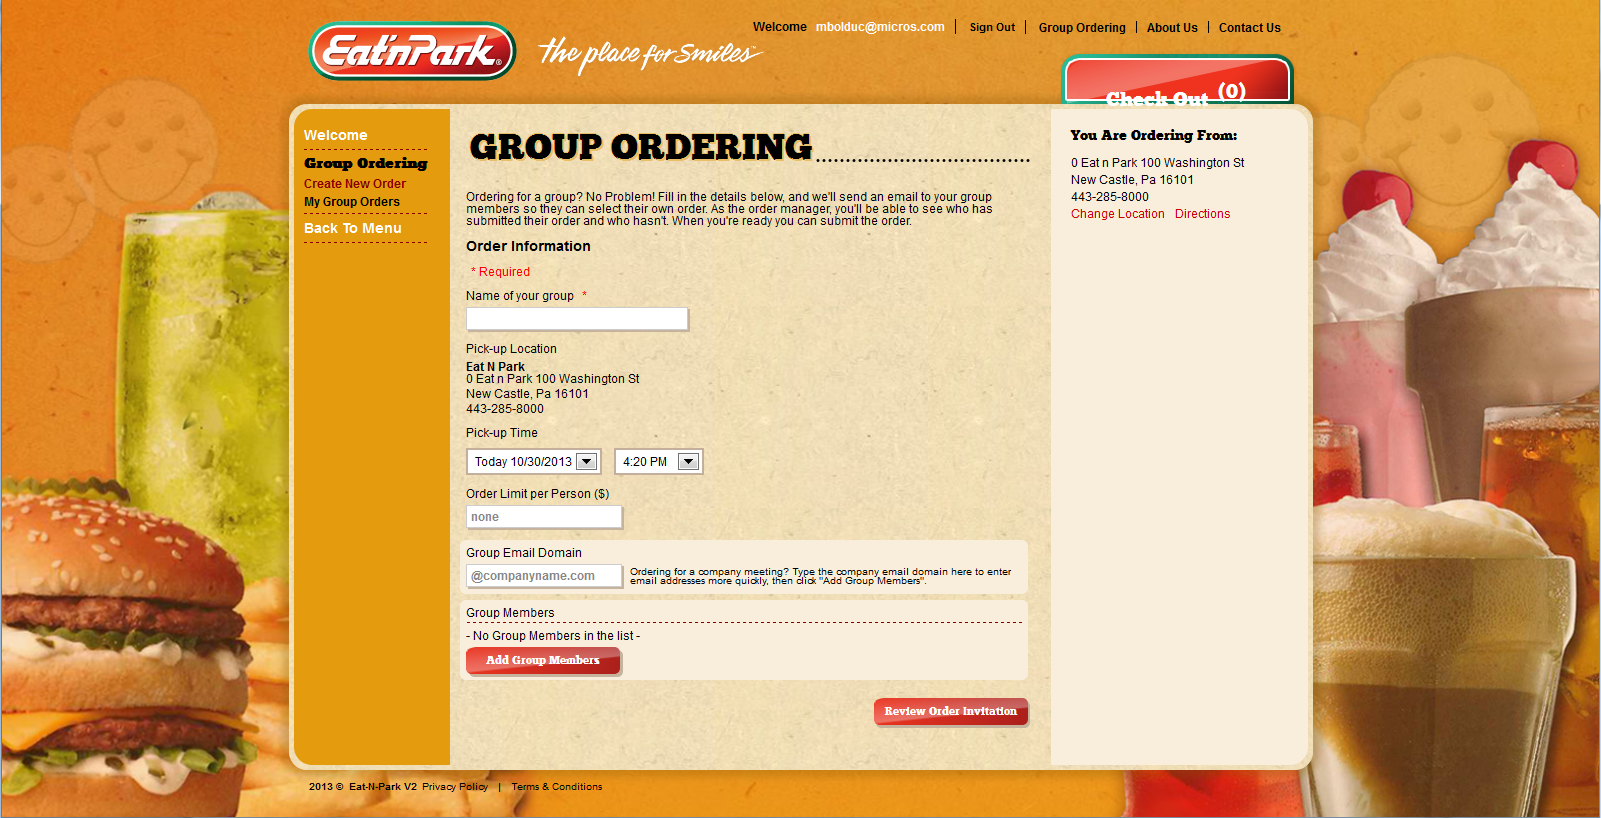 Welcome mbolduc@micros.com | Sign Out | Group Ordering | About Us | Contact Us
Eat'nPark®
the place for Smiles™
Check Out (0)
Welcome
Group Ordering
Create New Order
My Group Orders
Back To Menu
GROUP ORDERING
Ordering for a group? No Problem! Fill in the details below, and we'll send an email to your group
members so they can select their own order. As the order manager, you'll be able to see who has
submitted their order and who hasn't. When you're ready you can submit the order.
Order Information
* Required
Name of your group *
Pick-up Location
Eat N Park
0 Eat n Park 100 Washington St
New Castle, Pa 16101
443-285-8000
Pick-up Time
Today 10/30/2013 4:20 PM
Order Limit per Person ($)
none
Group Email Domain
@companyname.com
Ordering for a company meeting? Type the company email domain here to enter
email addresses more quickly, then click "Add Group Members".
Group Members
- No Group Members in the list -
Add Group Members
Review Order Invitation
You Are Ordering From:
0 Eat n Park 100 Washington St
New Castle, Pa 16101
443-285-8000
Change Location Directions
2013 © Eat-N-Park V2 Privacy Policy | Terms & Conditions